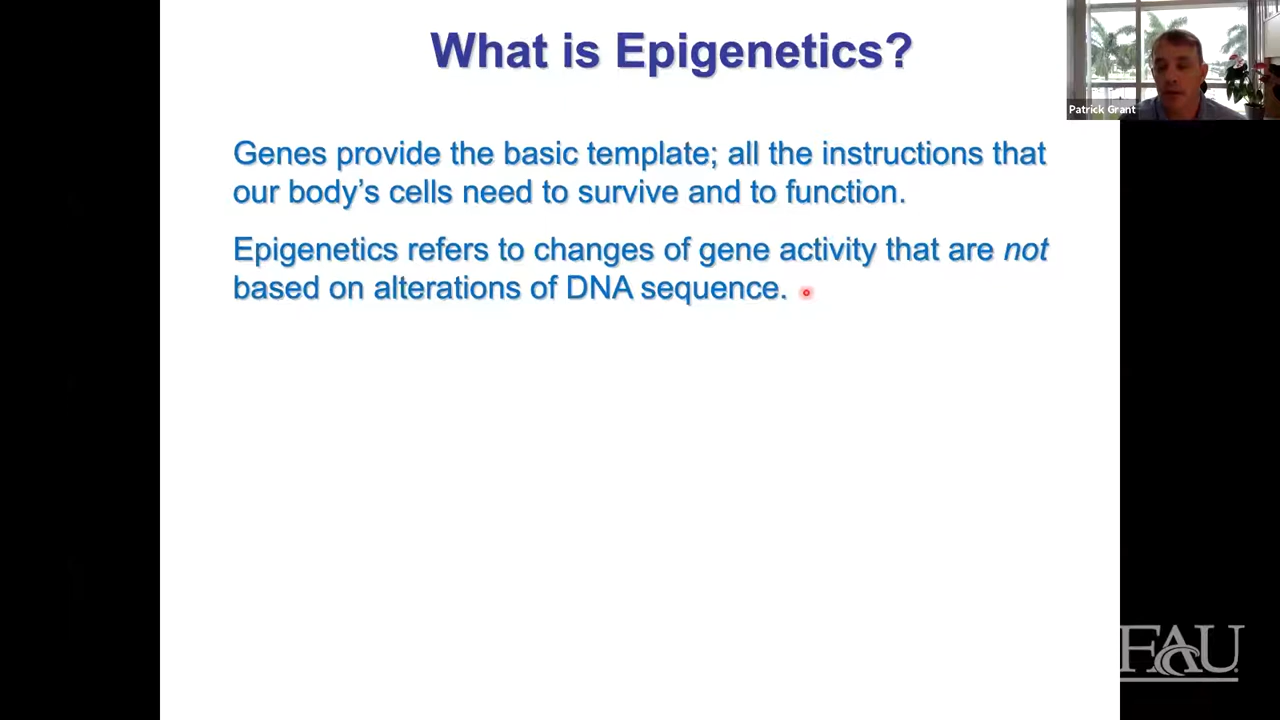 What is Epigenetics?
Patrick Grant
Genes provide the basic template; all the instructions that
our body’s cells need to survive and to function.
Epigenetics refers to changes of gene activity that are not
based on alterations of DNA sequence.
FAU